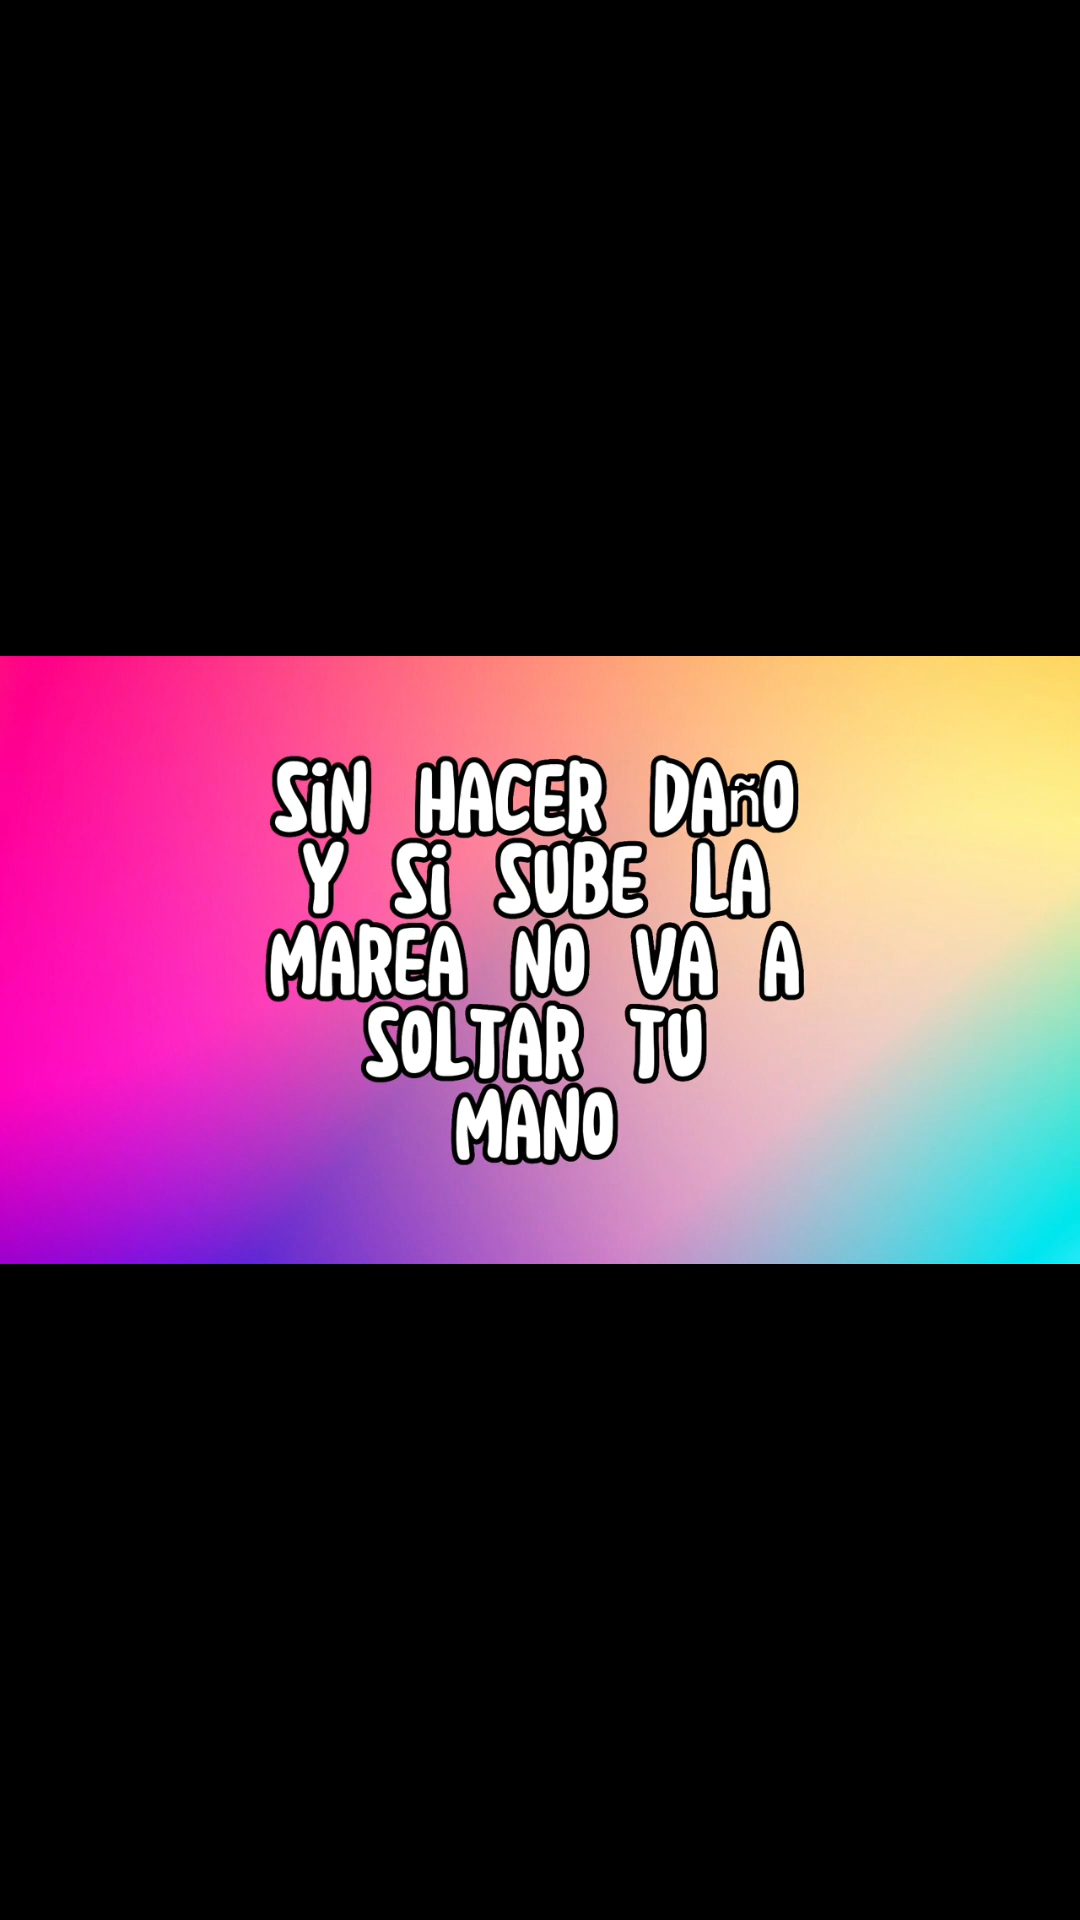 SiN HACER DAñO
Y Si SUBE LA
MAREA NO VA A
SOLTAR TU
MANO